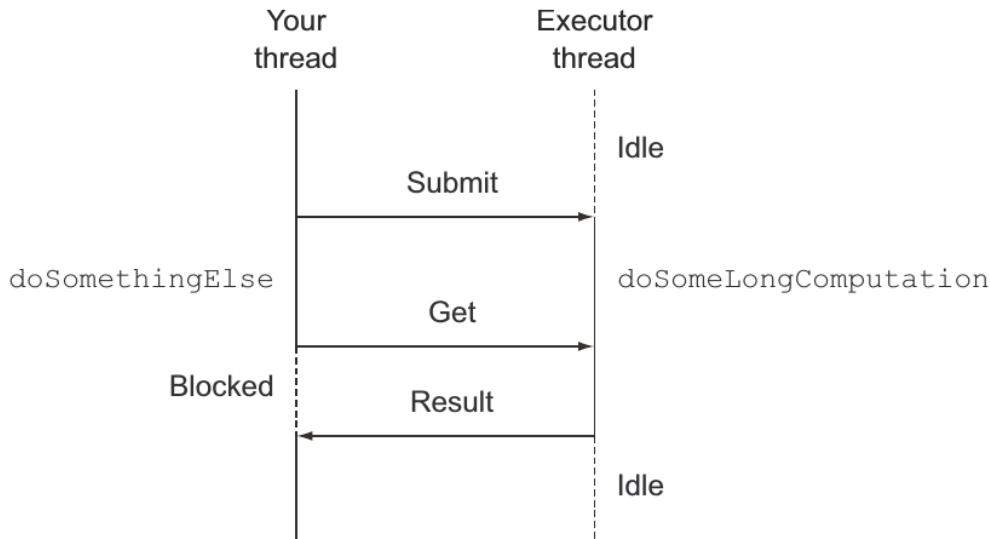 Your
thread
Executor
thread
Idle
Submit
doSomethingElse
doSomeLongComputation
Get
Blocked
Result
Idle